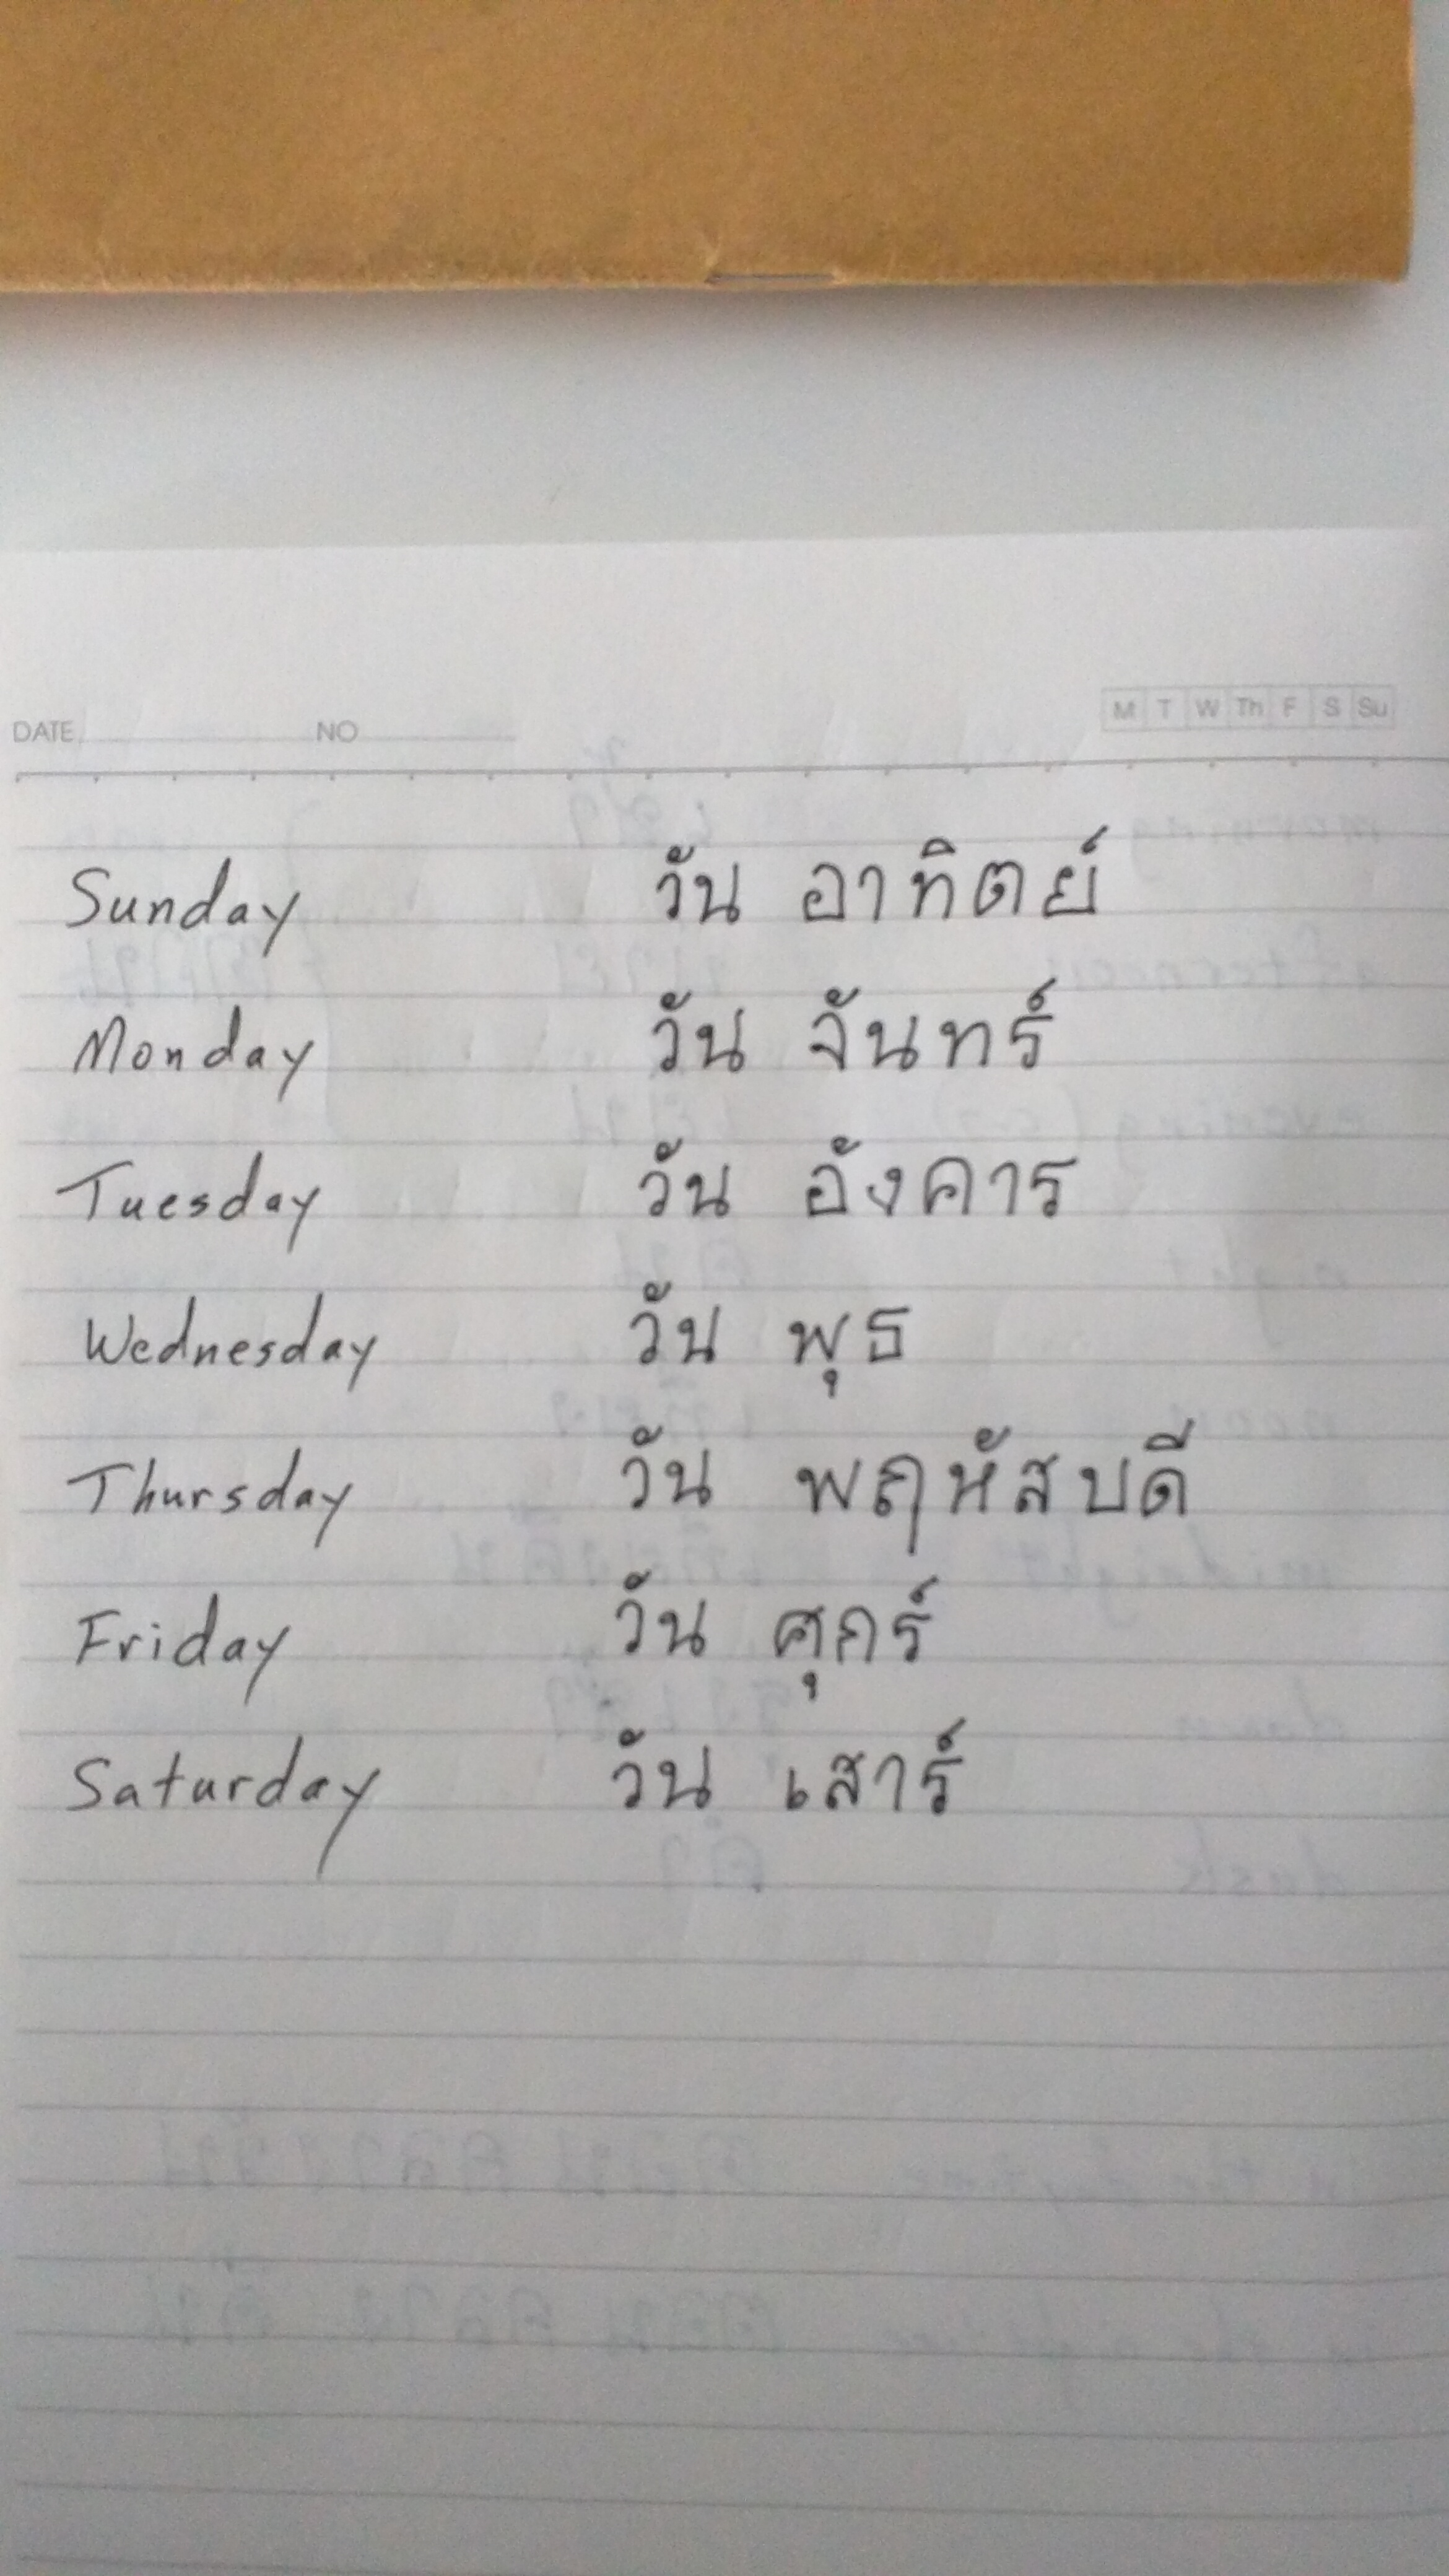 DATE NO M T W Th F S Su
Sunday วัน อาทิตย์
Monday วัน จันทร์
Tuesday วัน อังคาร
Wednesday วัน พุธ
Thursday วัน พฤหัสบดี
Friday วัน ศุกร์
Saturday วัน เสาร์